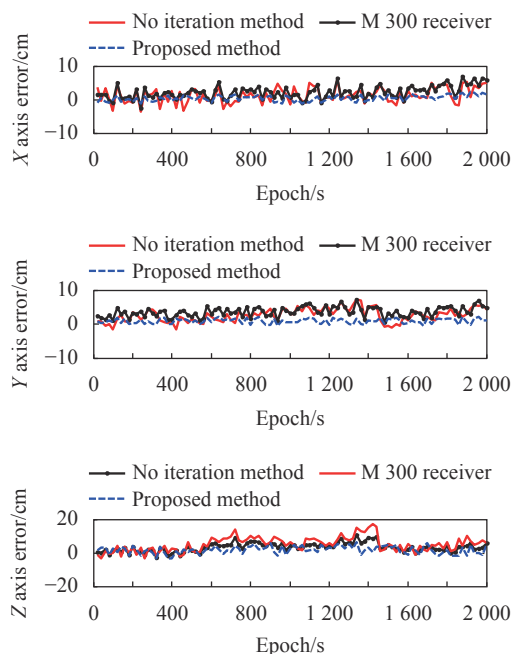 No iteration method M 300 receiver
Proposed method
X axis error/cm
10
0
−10
0 400 800 1 200 1 600 2 000
Epoch/s
No iteration method M 300 receiver
Proposed method
Y axis error/cm
10
0
−10
0 400 800 1 200 1 600 2 000
Epoch/s
No iteration method M 300 receiver
Proposed method
Z axis error/cm
20
0
−20
0 400 800 1 200 1 600 2 000
Epoch/s